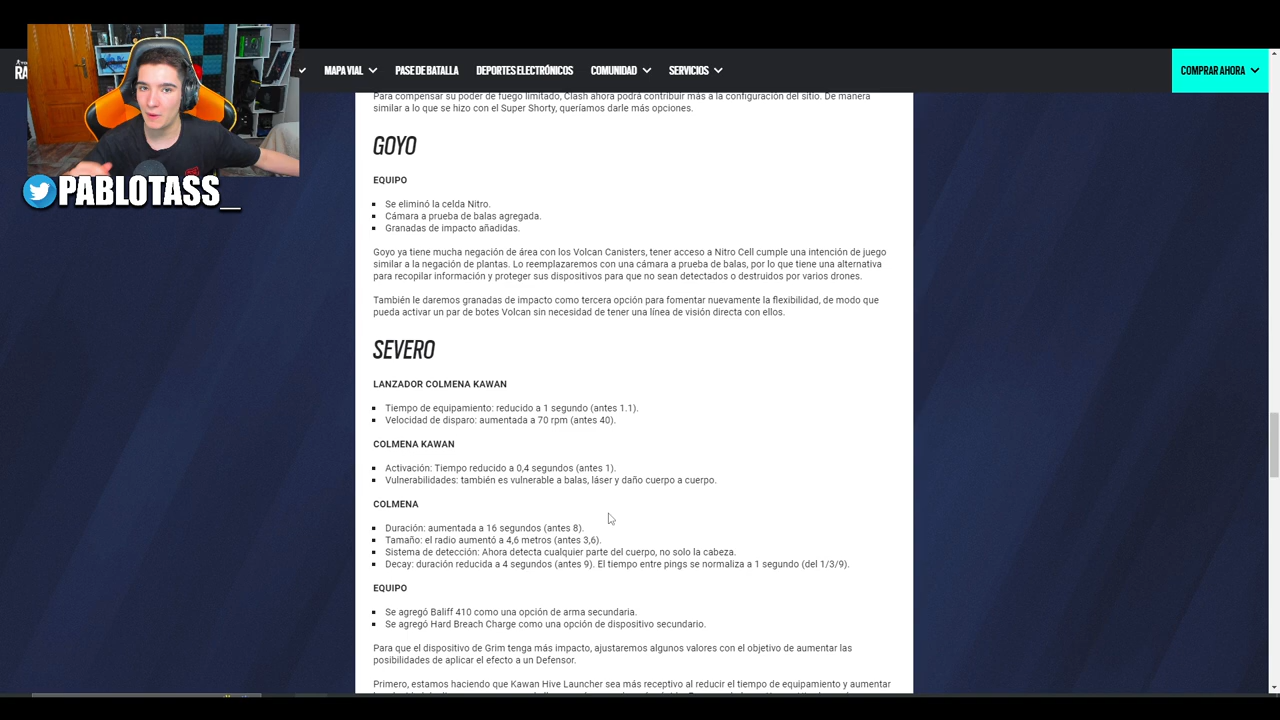 RA
MAPA VIAL
PASE DE BATALLA
DEPORTES ELECTRÓNICOS
COMUNIDAD
SERVICIOS
COMPRAR AHORA
PABLOTASS_
Para compensar su poder de fuego limitado, Clash ahora podrá contribuir más a la configuración del sitio. De manera
similar a lo que se hizo con el Super Shorty, queríamos darle más opciones.
GOYO
EQUIPO
Se eliminó la celda Nitro.
Cámara a prueba de balas agregada.
Granadas de impacto añadidas.
Goyo ya tiene mucha negación de área con los Volcan Canisters, tener acceso a Nitro Cell cumple una intención de juego
similar a la negación de plantas. Lo reemplazaremos con una cámara a prueba de balas, por lo que tiene una alternativa
para recopilar información y proteger sus dispositivos para que no sean detectados o destruidos por varios drones.
También le daremos granadas de impacto como tercera opción para fomentar nuevamente la flexibilidad, de modo que
pueda activar un par de botes Volcan sin necesidad de tener una línea de visión directa con ellos.
SEVERO
LANZADOR COLMENA KAWAN
Tiempo de equipamiento: reducido a 1 segundo (antes 1.1).
Velocidad de disparo: aumentada a 70 rpm (antes 40).
COLMENA KAWAN
Activación: Tiempo reducido a 0,4 segundos (antes 1).
Vulnerabilidades: también es vulnerable a balas, láser y daño cuerpo a cuerpo.
COLMENA
Duración: aumentada a 16 segundos (antes 8).
Tamaño: el radio aumentó a 4,6 metros (antes 3,6).
Sistema de detección: Ahora detecta cualquier parte del cuerpo, no solo la cabeza.
Decay: duración reducida a 4 segundos (antes 9). El tiempo entre pings se normaliza a 1 segundo (del 1/3/9).
EQUIPO
Se agregó Baliff 410 como una opción de arma secundaria.
Se agregó Hard Breach Charge como una opción de dispositivo secundario.
Para que el dispositivo de Grim tenga más impacto, ajustaremos algunos valores con el objetivo de aumentar las
posibilidades de aplicar el efecto a un Defensor.
Primero, estamos haciendo que Kawan Hive Launcher sea más receptivo al reducir el tiempo de equipamiento y aumentar